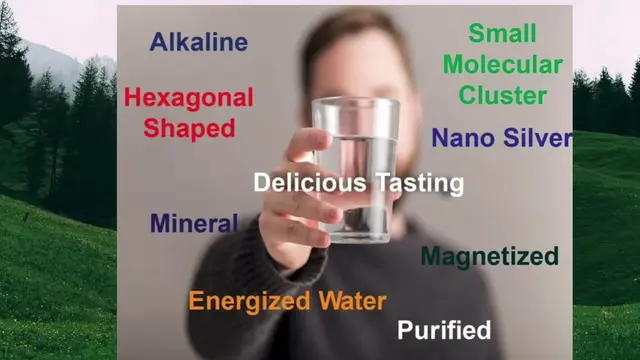 Alkaline
Small
Molecular
Cluster
Hexagonal
Shaped
Nano Silver
Delicious Tasting
Mineral
Magnetized
Energized Water
Purified